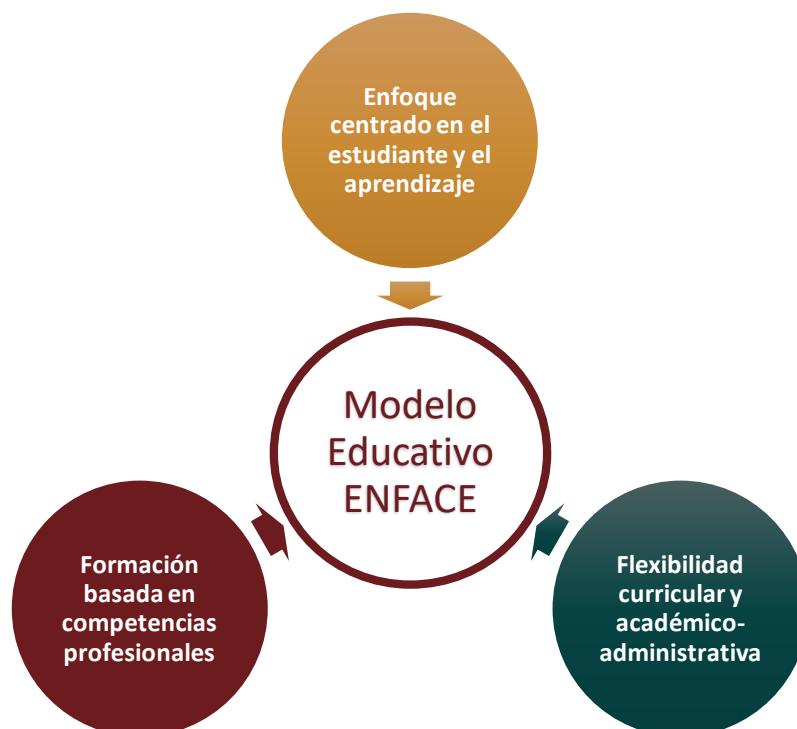 Enfoque
centrado en el
estudiante y el
aprendizaje
Modelo
Educativo
ENFACE
Formación
basada en
competencias
profesionales
Flexibilidad
curricular y
académico-
administrativa